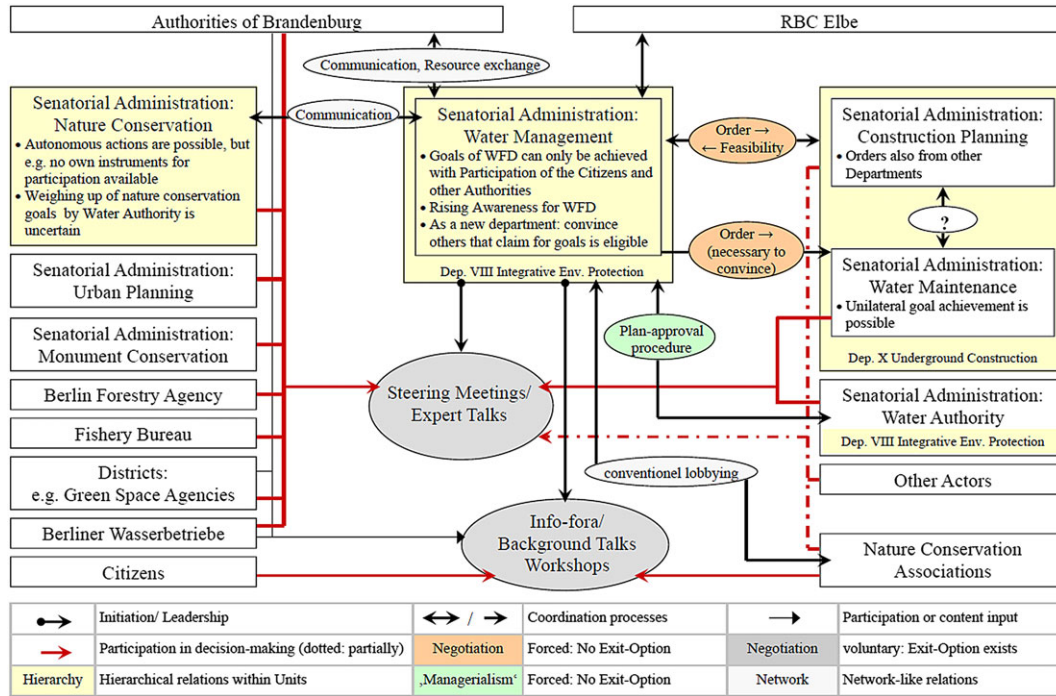 Authorities of Brandenburg
RBC Elbe
Communication, Resource exchange
Senatorial Administration:
Nature Conservation
• Autonomous actions are possible, but
e.g. no own instruments for
participation available
• Weighing up of nature conservation
goals by Water Authority is
uncertain
Communication
Senatorial Administration:
Water Management
• Goals of WFD can only be achieved
with Participation of the Citizens and
other Authorities
• Rising Awareness for WFD
• As a new department: convince
others that claim for goals is eligible
Dep. VIII Integrative Env. Protection
Order →
← Feasibility
Order →
(necessary to
convince)
Senatorial Administration:
Construction Planning
• Orders also from other
Departments
?
Senatorial Administration:
Water Maintenance
• Unilateral goal achievement is
possible
Dep. X Underground Construction
Senatorial Administration:
Urban Planning
Senatorial Administration:
Monument Conservation
Berlin Forestry Agency
Fishery Bureau
Districts:
e.g. Green Space Agencies
Berliner Wasserbetriebe
Citizens
Plan-approval
procedure
Steering Meetings/
Expert Talks
Senatorial Administration:
Water Authority
Dep. VIII Integrative Env. Protection
conventionel lobbying
Other Actors
Info-fora/
Background Talks
Workshops
Nature Conservation
Associations
Initiation/ Leadership
/
Coordination processes
Participation or content input
Participation in decision-making (dotted: partially)
Negotiation
Forced: No Exit-Option
Negotiation
voluntary: Exit-Option exists
Hierarchy
Hierarchical relations within Units
‚Managerialism‘
Forced: No Exit-Option
Network
Network-like relations